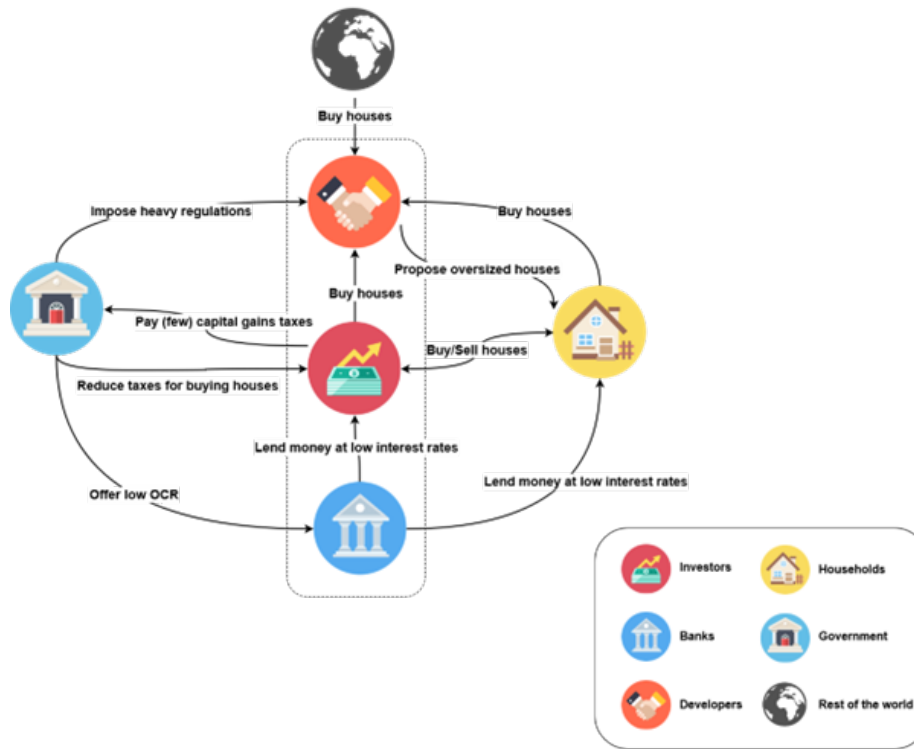 Buy houses
Impose heavy regulations
Buy houses
Propose oversized houses
Buy houses
Pay (few) capital gains taxes
Buy/Sell houses
Reduce taxes for buying houses
Lend money at low interest rates
Lend money at low interest rates
Offer low OCR
Investors
Households
Banks
Government
Developers
Rest of the world